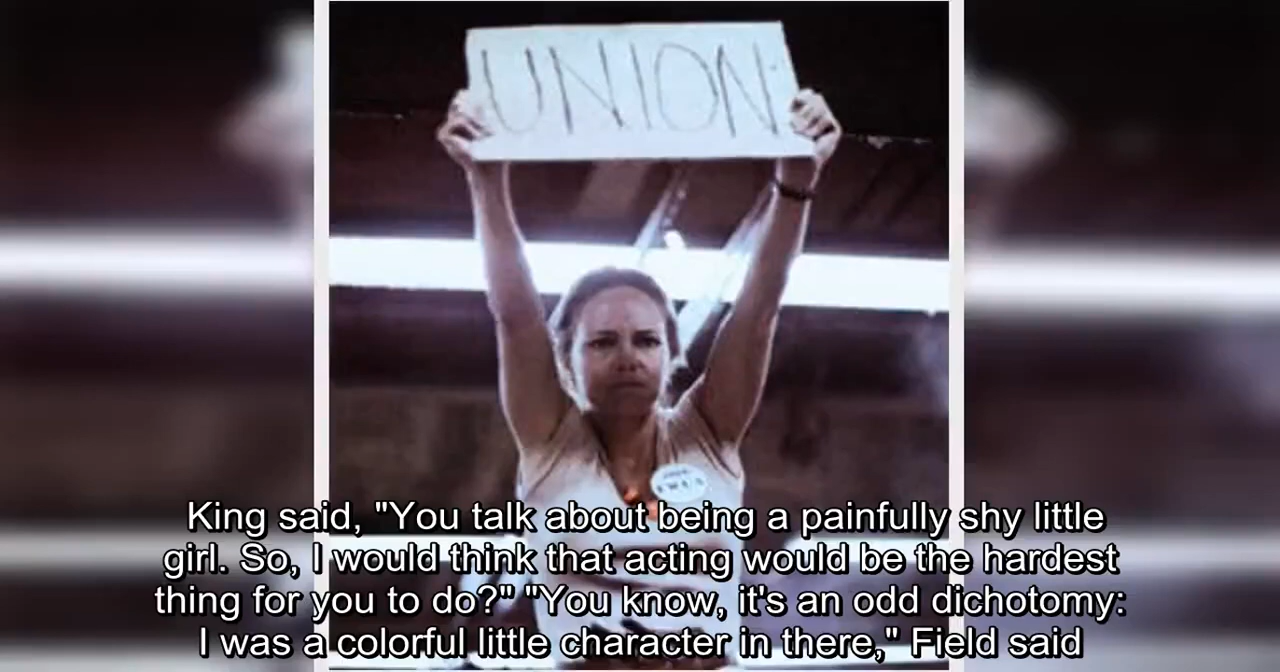 UNION
King said, "You talk about being a painfully shy little
girl. So, I would think that acting would be the hardest
thing for you to do?" "You know, it's an odd dichotomy:
I was a colorful little character in there," Field said